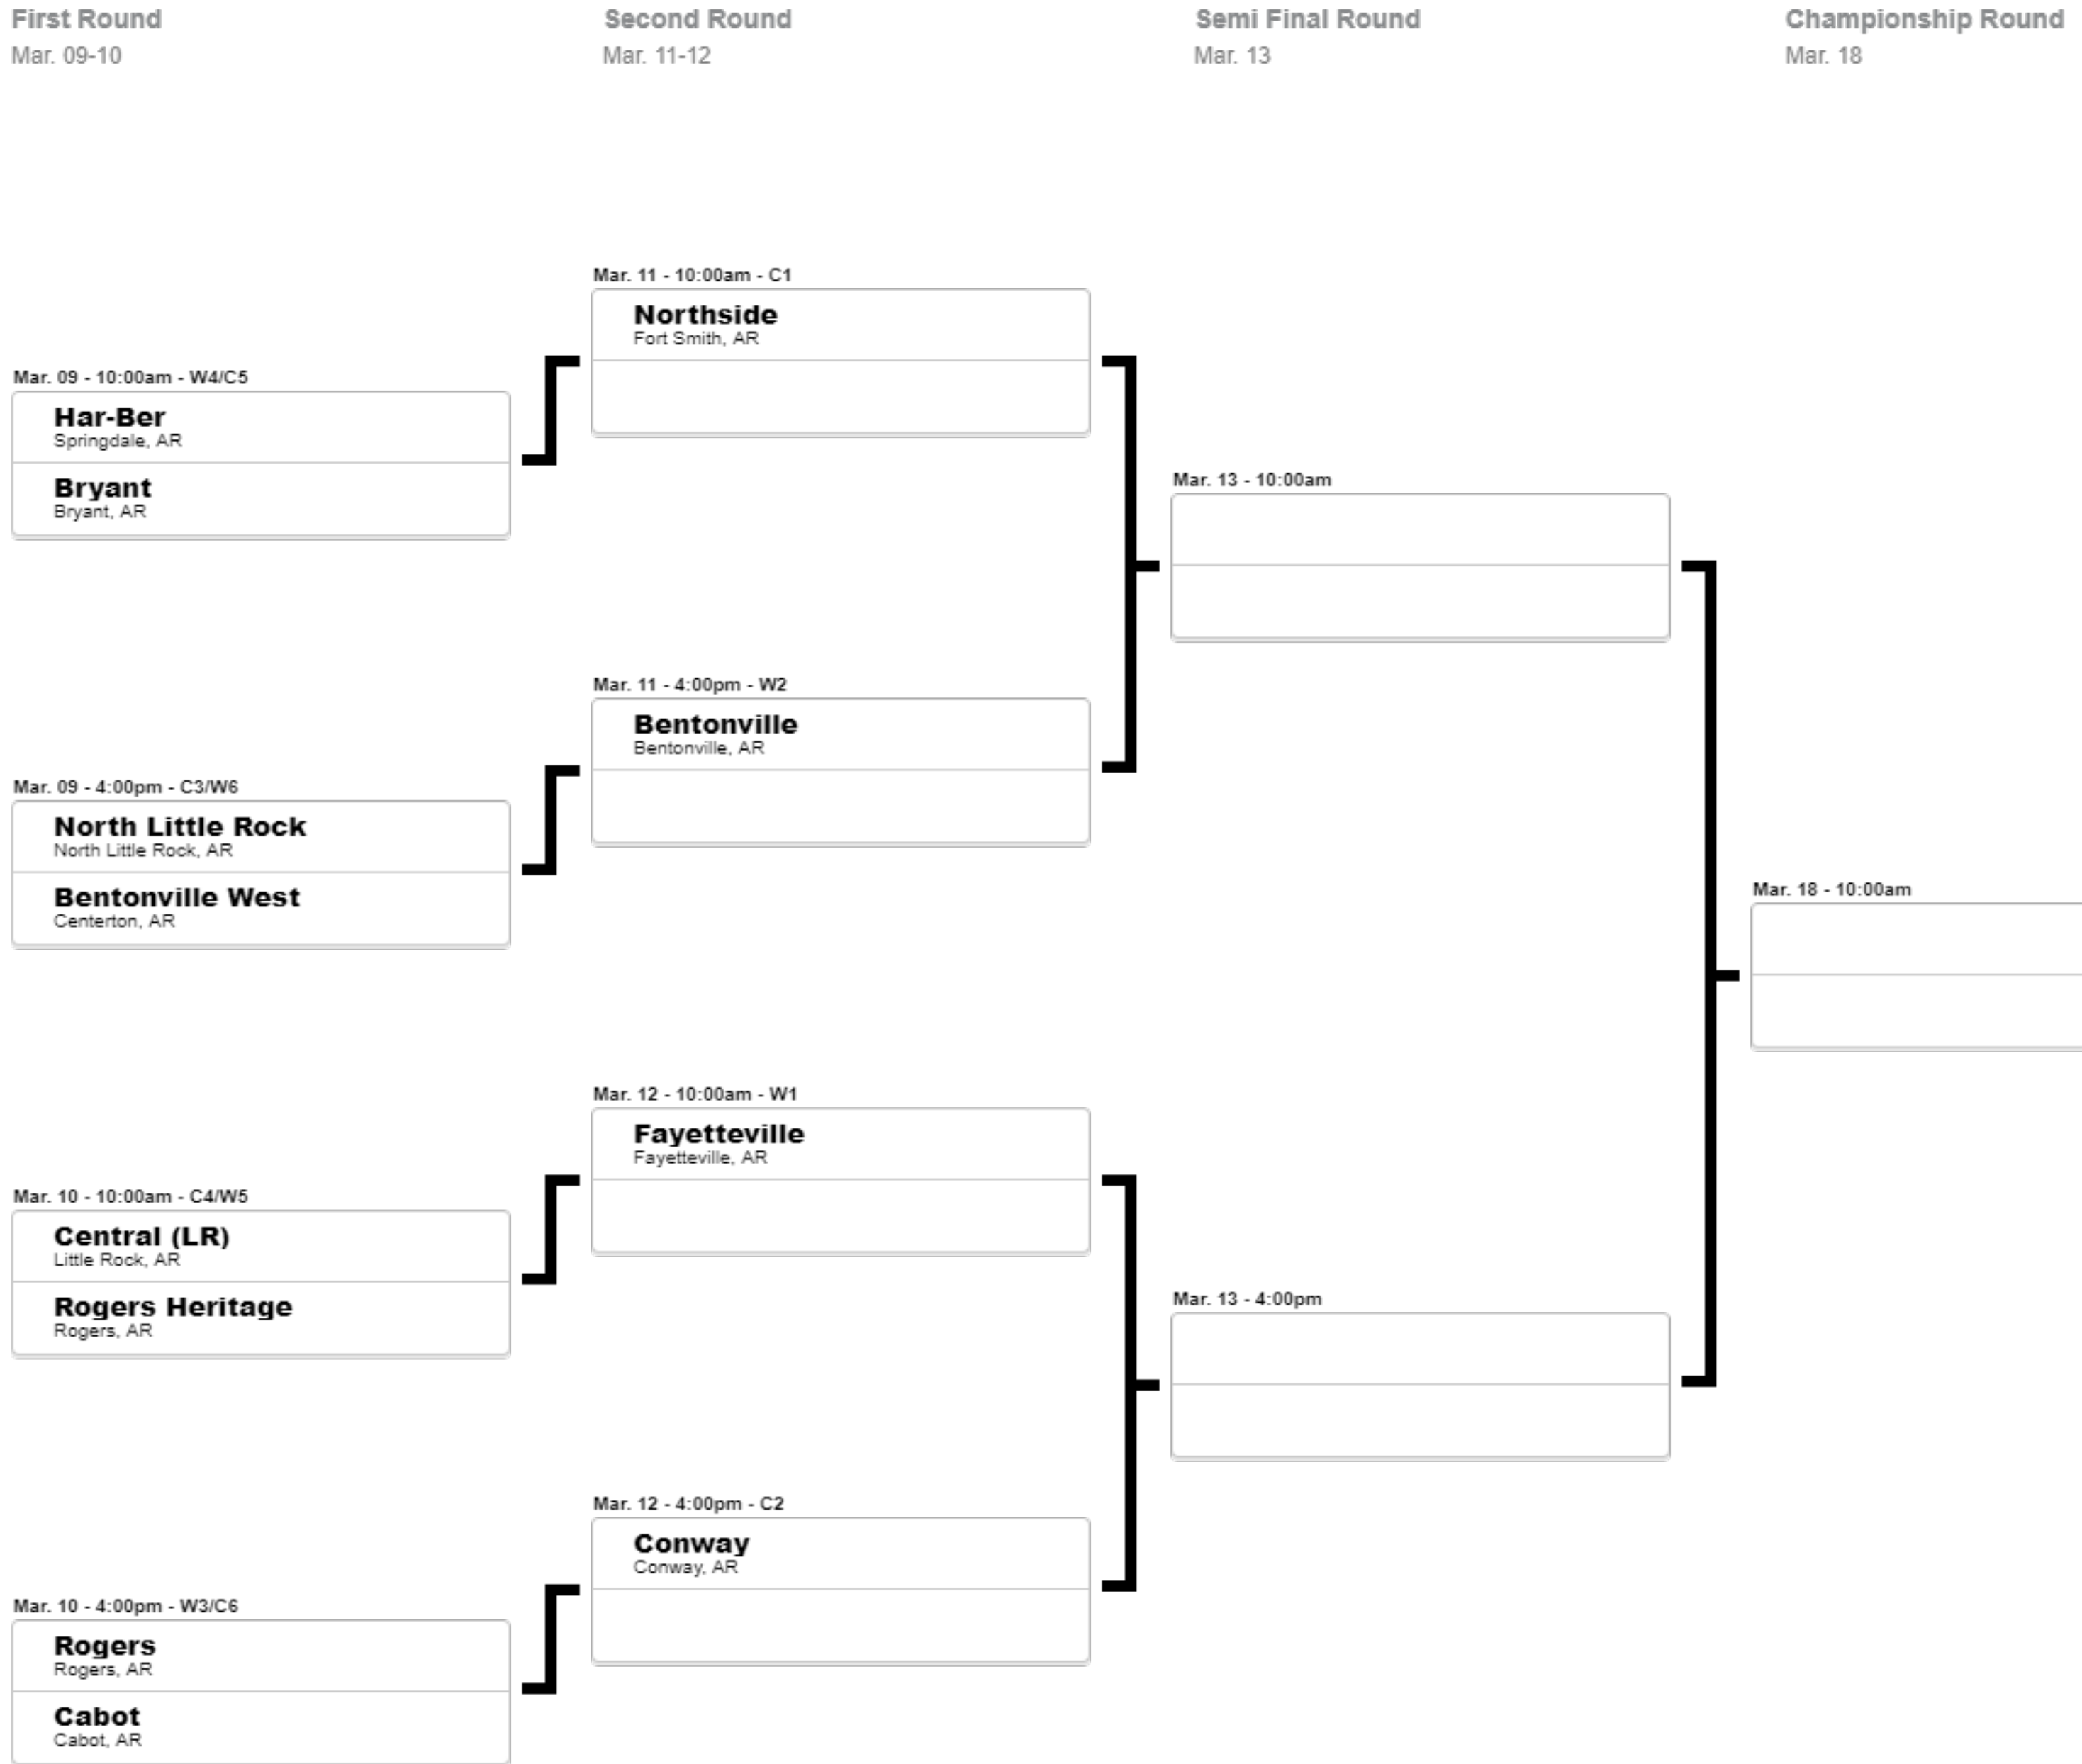 First Round
Mar. 09-10
Second Round
Mar. 11-12
Semi Final Round
Mar. 13
Championship Round
Mar. 18
Mar. 09 - 10:00am - W4/C5
Har-Ber
Springdale, AR
Bryant
Bryant, AR
Mar. 09 - 4:00pm - C3/W6
North Little Rock
North Little Rock, AR
Bentonville West
Centerton, AR
Mar. 10 - 10:00am - C4/W5
Central (LR)
Little Rock, AR
Rogers Heritage
Rogers, AR
Mar. 10 - 4:00pm - W3/C6
Rogers
Rogers, AR
Cabot
Cabot, AR
Mar. 11 - 10:00am - C1
Northside
Fort Smith, AR
Mar. 11 - 4:00pm - W2
Bentonville
Bentonville, AR
Mar. 12 - 10:00am - W1
Fayetteville
Fayetteville, AR
Mar. 12 - 4:00pm - C2
Conway
Conway, AR
Mar. 13 - 10:00am
Mar. 13 - 4:00pm
Mar. 18 - 10:00am